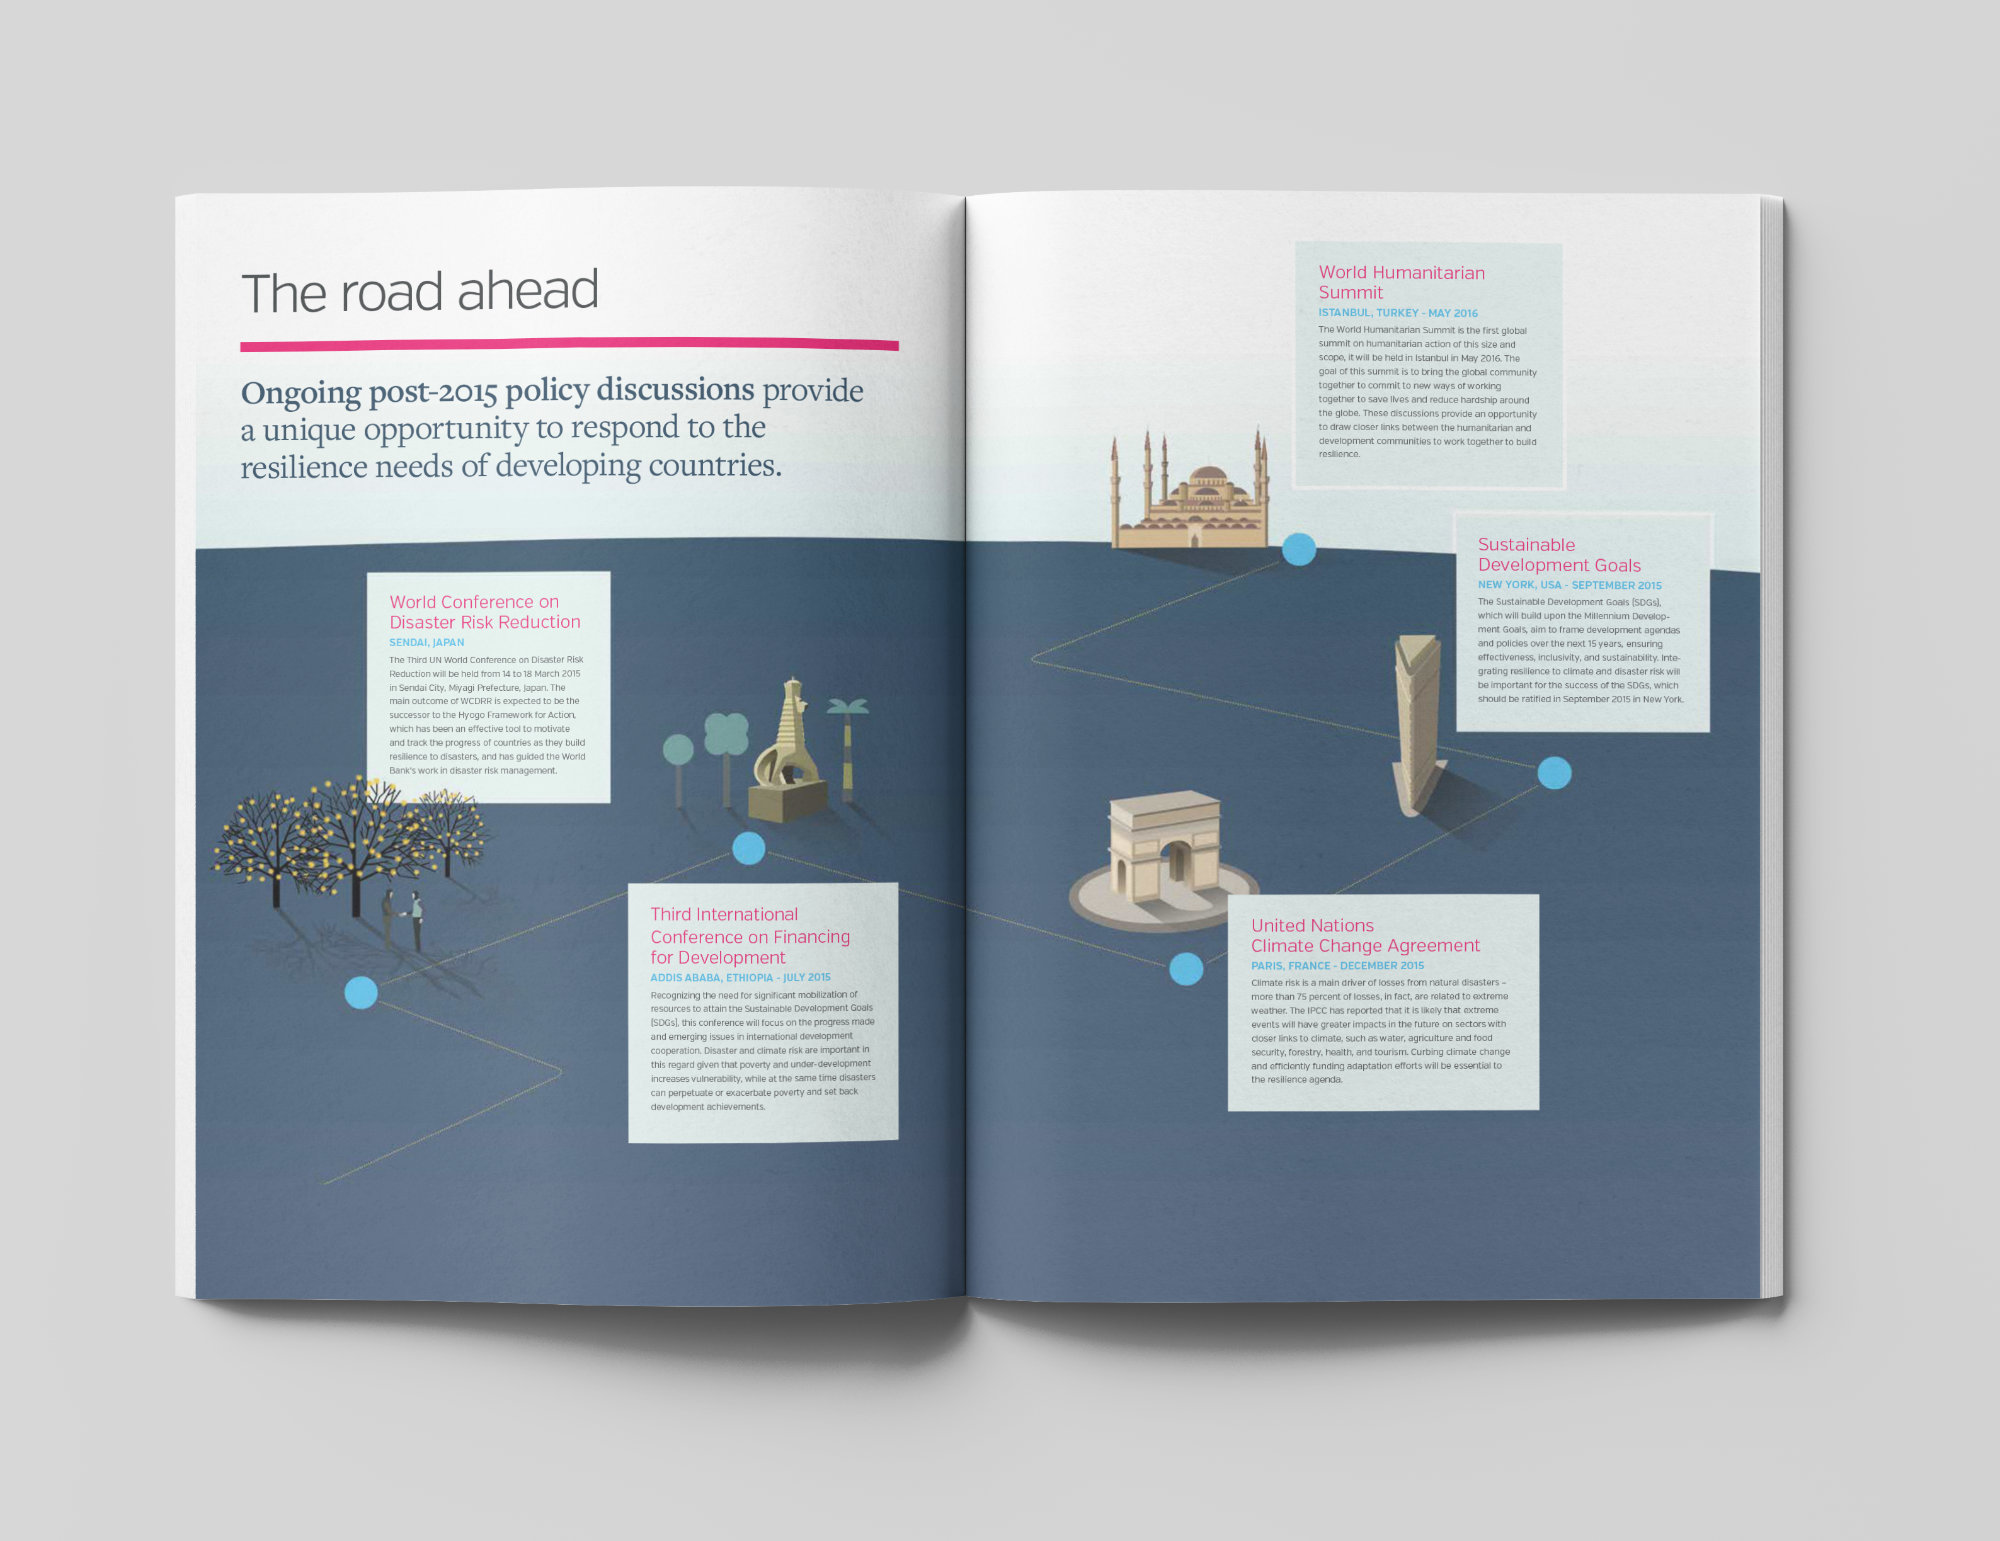 The road ahead
Ongoing post-2015 policy discussions provide
a unique opportunity to respond to the
resilience needs of developing countries.
World Conference on
Disaster Risk Reduction
SENDAI, JAPAN
The Third UN World Conference on Disaster Risk
Reduction will be held from 14 to 18 March 2015
in Sendai City, Miyagi Prefecture, Japan. The
main outcome of WCDRR is expected to be the
successor to the Hyogo Framework for Action,
which has been an effective tool to motivate
and track the progress of countries as they build
resilience to disasters, and has guided the World
Bank's work in disaster risk management.
Third International
Conference on Financing
for Development
ADDIS ABABA, ETHIOPIA - JULY 2015
Recognizing the need for significant mobilization of
resources to attain the Sustainable Development Goals
(SDGs), this conference will focus on the progress made
and emerging issues in international development
cooperation. Disaster and climate risk are important in
this regard given that poverty and under-development
increases vulnerability, while at the same time disasters
can perpetuate or exacerbate poverty and set back
development achievements.
World Humanitarian
Summit
ISTANBUL, TURKEY - MAY 2016
The World Humanitarian Summit is the first global
summit on humanitarian action of this size and
scope, it will be held in Istanbul in May 2016. The
goal of this summit is to bring the global community
together to commit to new ways of working
together to save lives and reduce hardship around
the globe. These discussions provide an opportunity
to draw closer links between the humanitarian and
development communities to work together to build
resilience.
Sustainable
Development Goals
NEW YORK, USA - SEPTEMBER 2015
The Sustainable Development Goals (SDGs),
which will build upon the Millennium Develop-
ment Goals, aim to frame development agendas
and policies over the next 15 years, ensuring
effectiveness, inclusivity, and sustainability. Inte-
grating resilience to climate and disaster risk will
be important for the success of the SDGs, which
should be ratified in September 2015 in New York.
United Nations
Climate Change Agreement
PARIS, FRANCE - DECEMBER 2015
Climate risk is a main driver of losses from natural disasters –
more than 75 percent of losses, in fact, are related to extreme
weather. The IPCC has reported that it is likely that extreme
events will have greater impacts in the future on sectors with
closer links to climate, such as water, agriculture and food
security, forestry, health, and tourism. Curbing climate change
and efficiently funding adaptation efforts will be essential to
the resilience agenda.